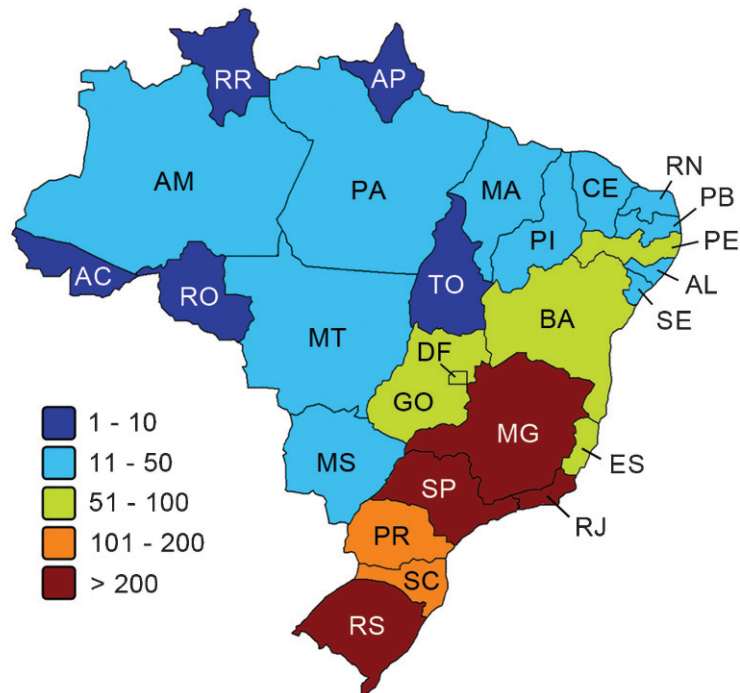 RR
AP
AM
PA
MA
CE
RN
PB
PI
PE
AC
RO
TO
AL
SE
MT
BA
DF
GO
MG
MS
ES
SP
RJ
PR
SC
RS
1 - 10
11 - 50
51 - 100
101 - 200
> 200